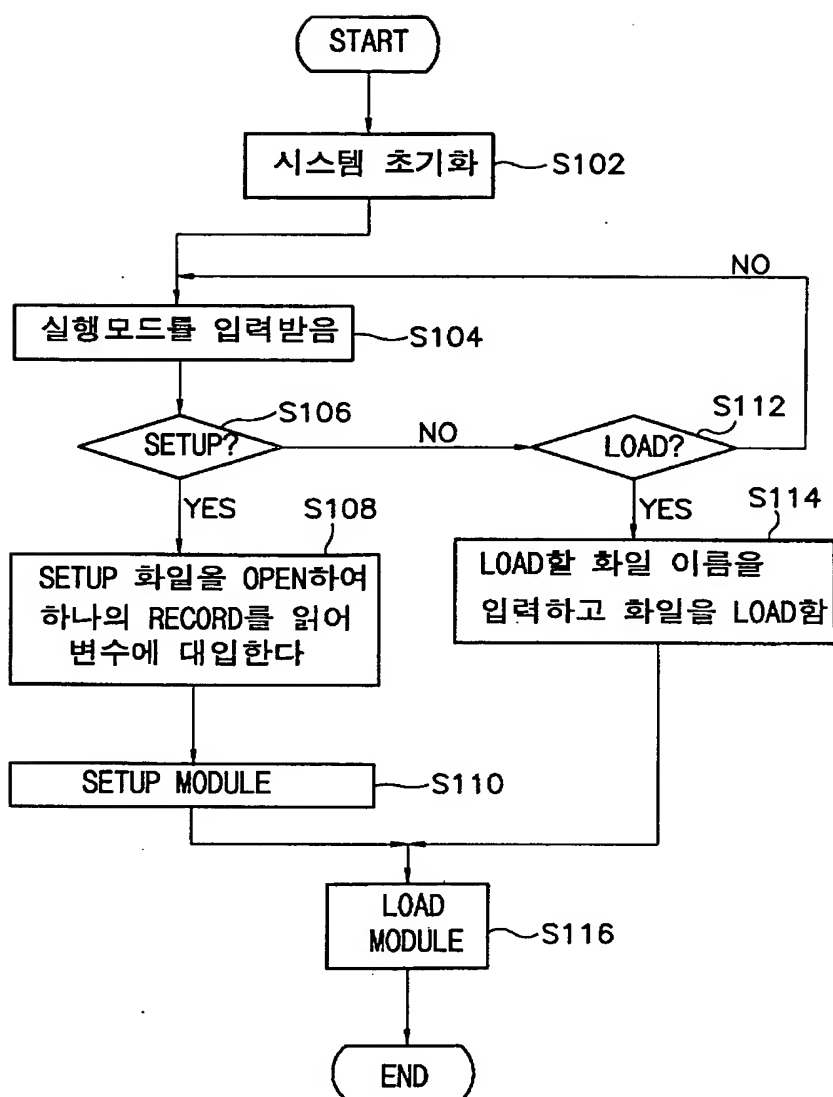 START
시스템 초기화
S102
NO
실행모드를 입력받음
S104
SETUP?
S106
NO
LOAD?
S112
YES
YES
S108
SETUP 화일을 OPEN하여
하나의 RECORD를 읽어
변수에 대입한다
S114
LOAD할 화일 이름을
입력하고 화일을 LOAD함
SETUP MODULE
S110
LOAD
MODULE
S116
END